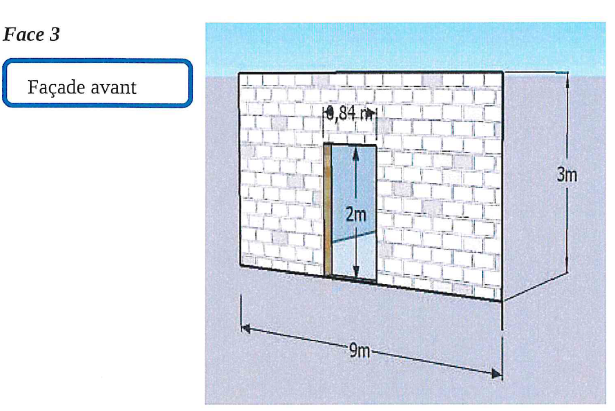 Face 3
Façade avant
0,84 m
3m
2m
9m